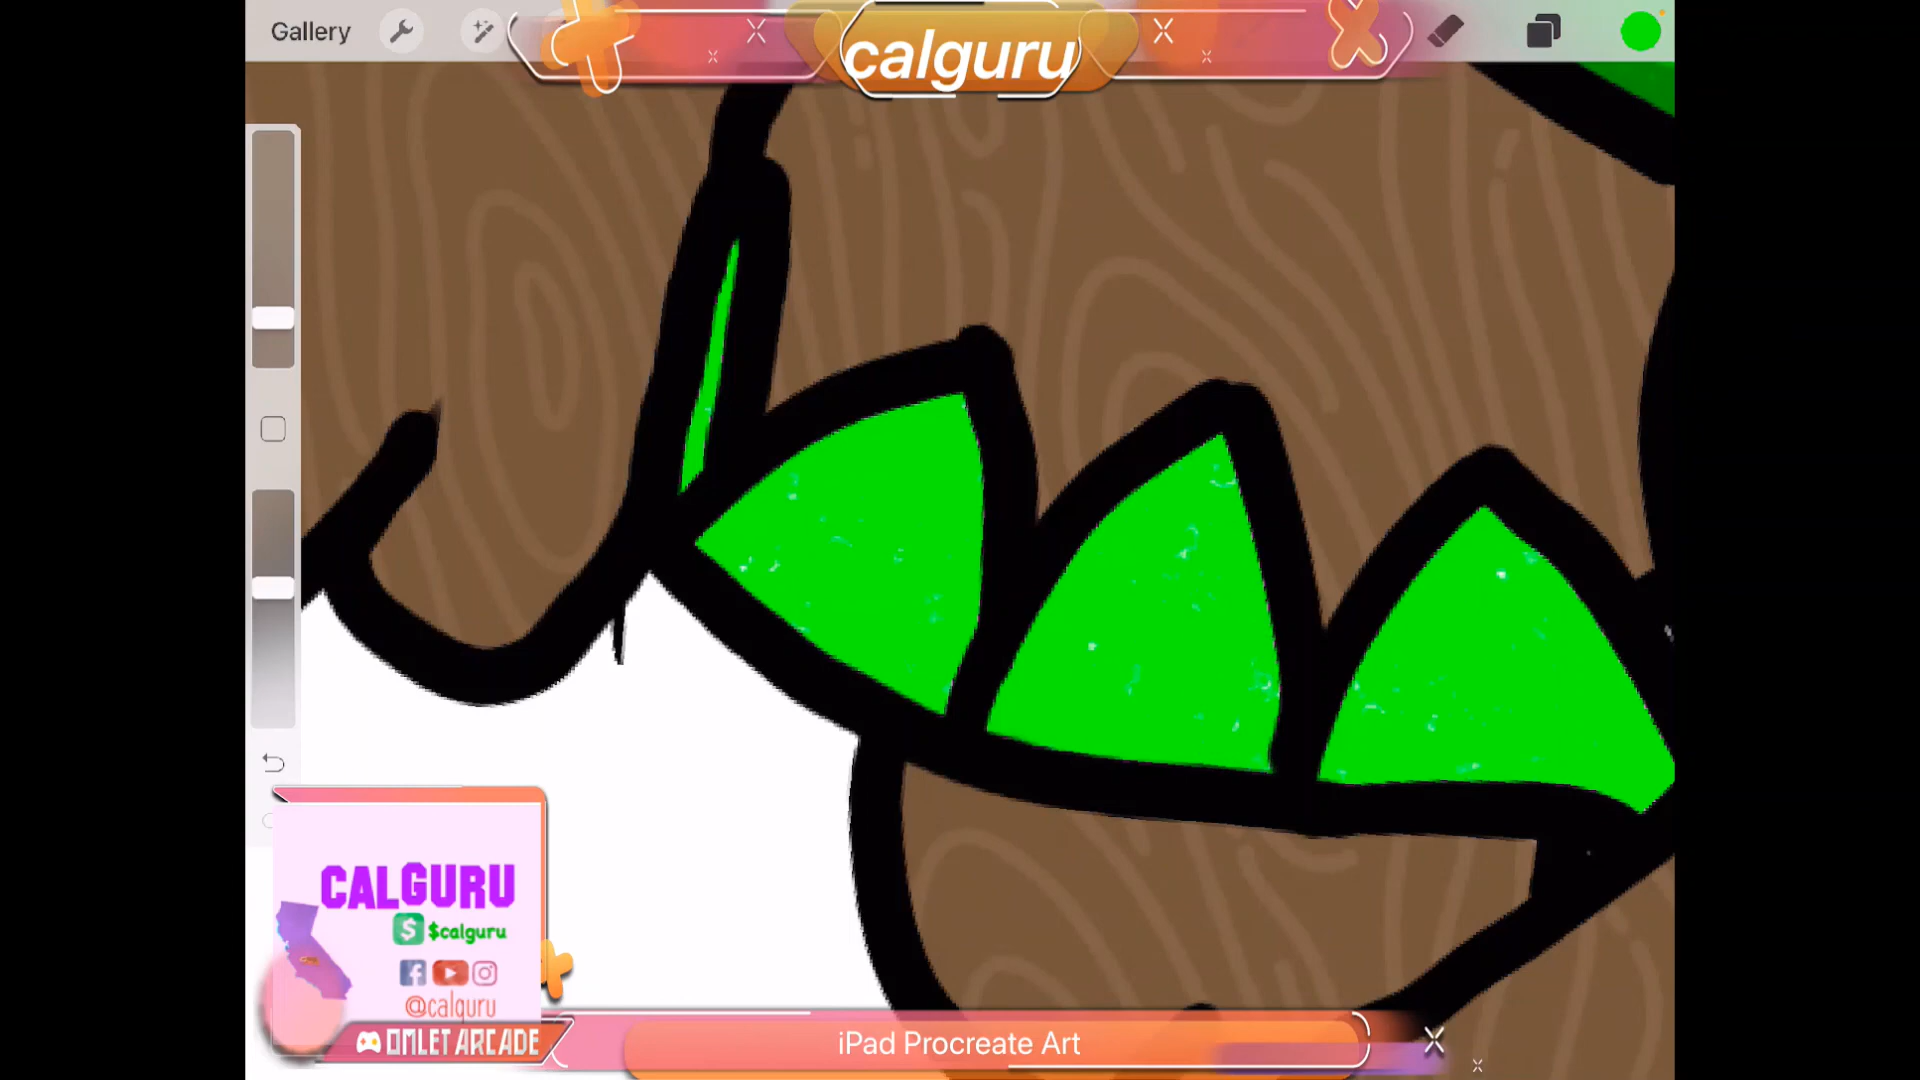 Gallery
calguru
CALGURU
$ $calguru
@calguru
OMLET ARCADE
iPad Procreate Art